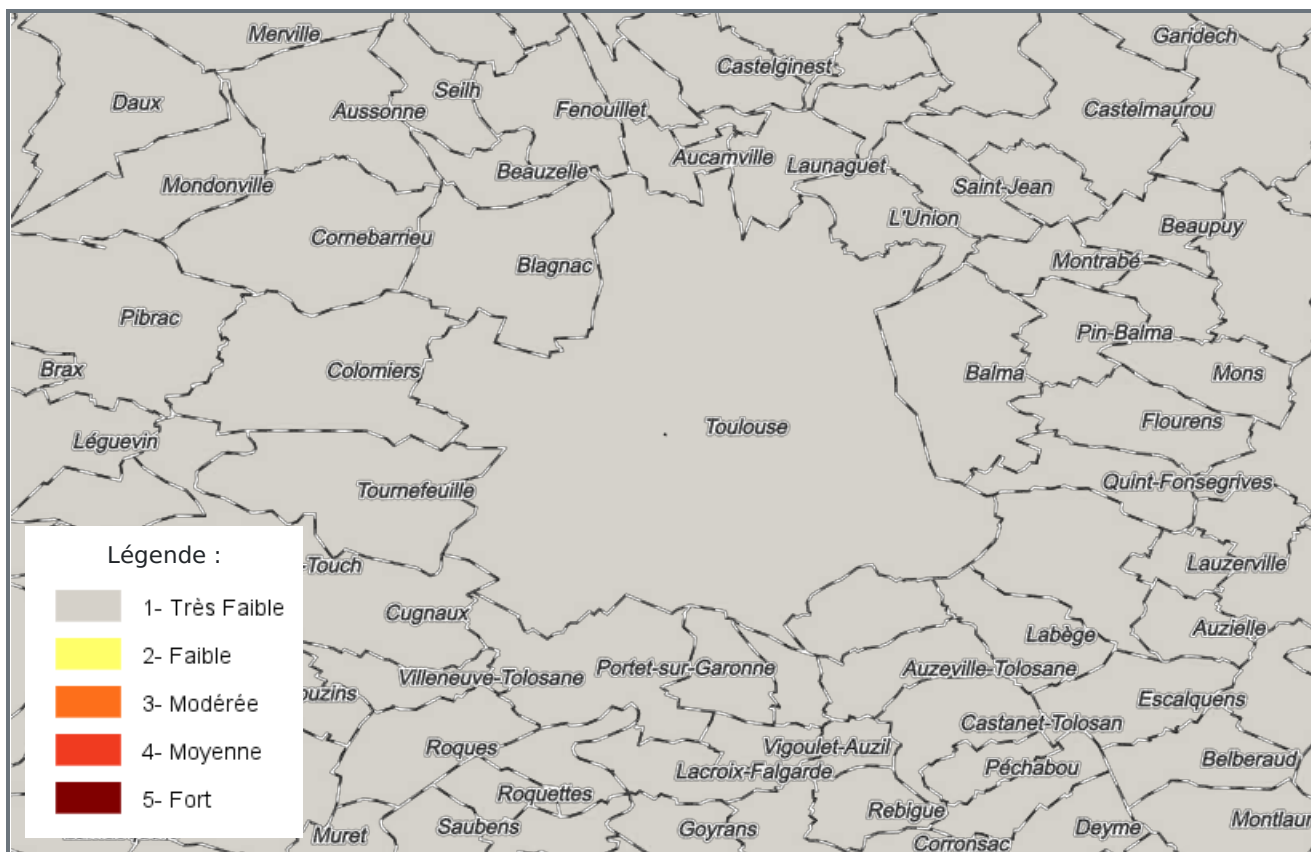 Merville
Garidech
Castelginest
Seilh
Daux
Aussonne
Fenouillet
Castelmaurou
Aucamville
Launaguet
Beauzelle
Mondonville
Saint-Jean
L'Union
Beaupuy
Cornebarrieu
Blagnac
Montrabé
Pibrac
Pin-Balma
Brax
Colomiers
Balma
Mons
Toulouse
Flourens
Léguevin
Tournefeuille
Quint-Fonsegrives
Légende :
-Touch
Lauzerville
1- Très Faible
Cugnaux
Auzielle
Labège
2- Faible
Portet-sur-Garonne
Auzeville-Tolosane
Villeneuve-Tolosane
ouzins
Escalquens
3- Modérée
Castanet-Tolosan
Roques
Vigoulet-Auzil
4- Moyenne
Belberaud
Péchabou
Lacroix-Falgarde
Roquettes
5- Fort
Rebigue
Montlaur
Saubens
Goyrans
Deyme
Muret
Corronsac